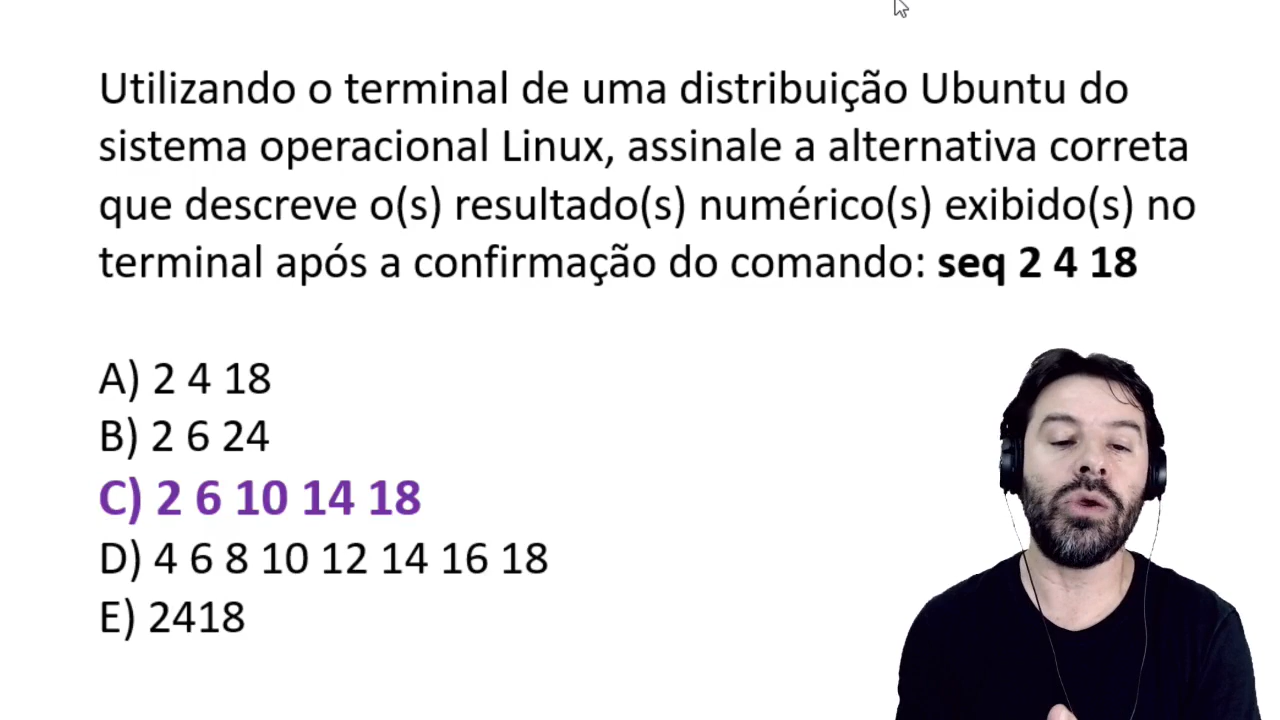 Utilizando o terminal de uma distribuição Ubuntu do
sistema operacional Linux, assinale a alternativa correta
que descreve o(s) resultado(s) numérico(s) exibido(s) no
terminal após a confirmação do comando: seq 2 4 18
A) 2 4 18
B) 2 6 24
C) 2 6 10 14 18
D) 4 6 8 10 12 14 16 18
E) 2418